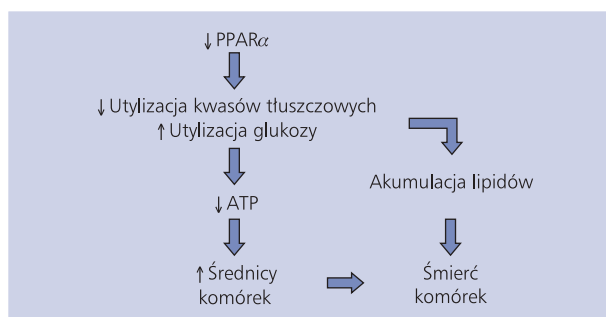 ↓ PPARα
↓ Utylizacja kwasów tłuszczowych
↑ Utylizacja glukozy
Akumulacja lipidów
↓ ATP
↑ Średnicy
komórek
Śmierć
komórek